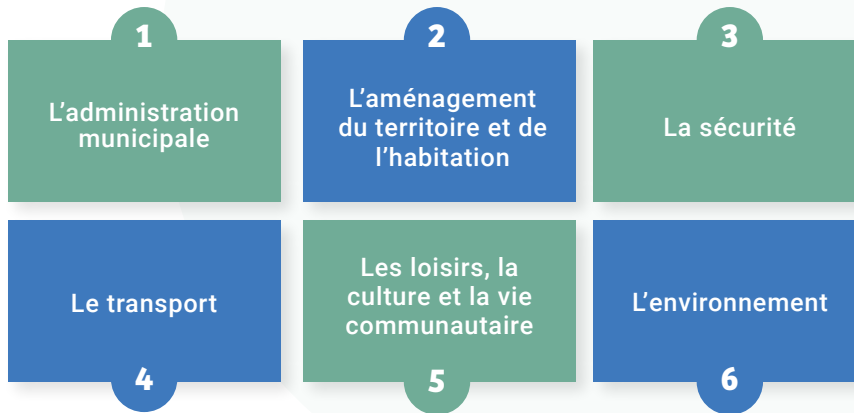 1
L'administration
municipale
2
L'aménagement
du territoire et de
l'habitation
3
La sécurité
Le transport
4
Les loisirs, la
culture et la vie
communautaire
5
L'environnement
6